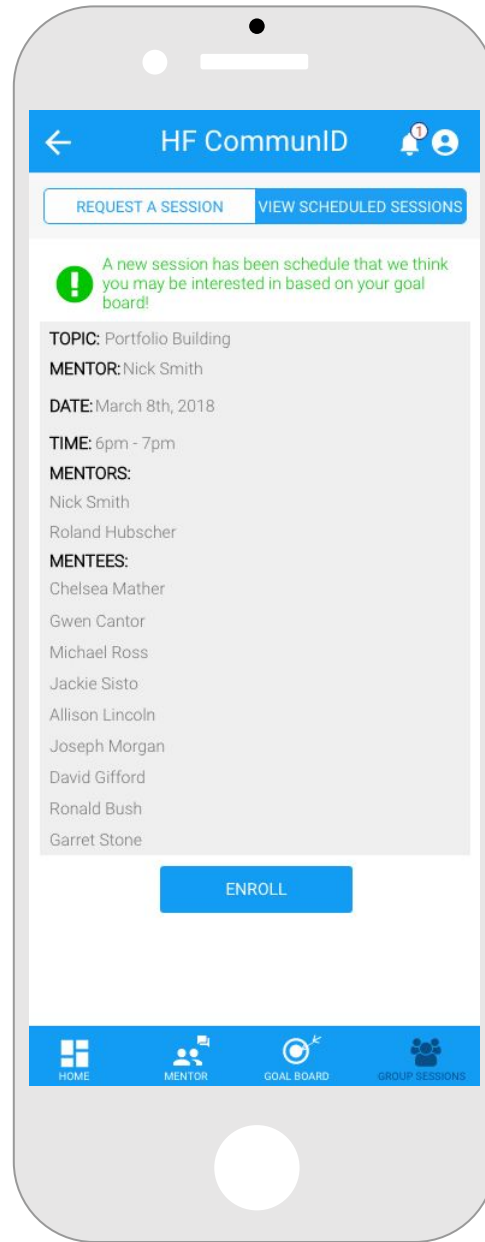 HF CommunID
1
REQUEST A SESSION
VIEW SCHEDULED SESSIONS
A new session has been schedule that we think
you may be interested in based on your goal
board!
TOPIC: Portfolio Building
MENTOR: Nick Smith
DATE: March 8th, 2018
TIME: 6pm - 7pm
MENTORS:
Nick Smith
Roland Hubscher
MENTEES:
Chelsea Mather
Gwen Cantor
Michael Ross
Jackie Sisto
Allison Lincoln
Joseph Morgan
David Gifford
Ronald Bush
Garret Stone
ENROLL
HOME
MENTOR
GOAL BOARD
GROUP SESSIONS